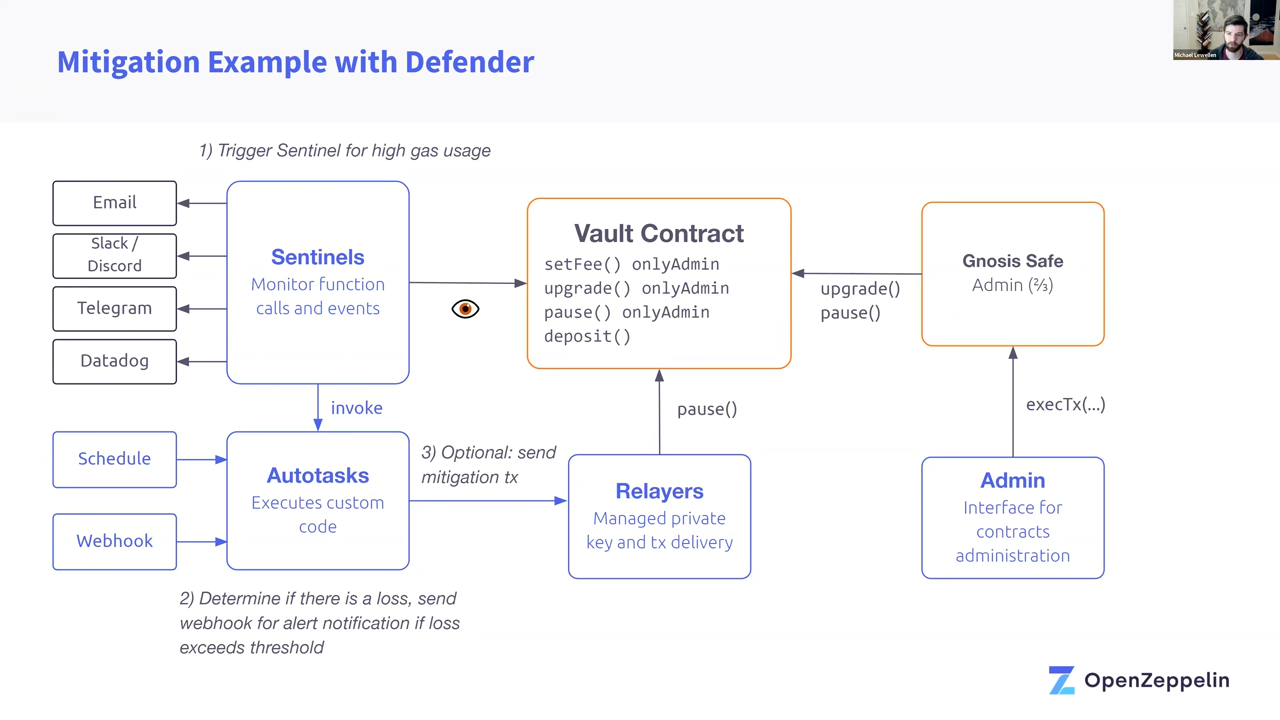 Mitigation Example with Defender
Michael Lewellen
1) Trigger Sentinel for high gas usage
Email
Slack /
Discord
Telegram
Datadog
Sentinels
Monitor function
calls and events
Vault Contract
setFee() onlyAdmin
upgrade() onlyAdmin
pause() onlyAdmin
deposit()
upgrade()
pause()
Gnosis Safe
Admin (⅔)
invoke
pause()
execTx(...)
Schedule
Webhook
Autotasks
Executes custom
code
3) Optional: send
mitigation tx
Relayers
Managed private
key and tx delivery
Admin
Interface for
contracts
administration
2) Determine if there is a loss, send
webhook for alert notification if loss
exceeds threshold
OpenZeppelin